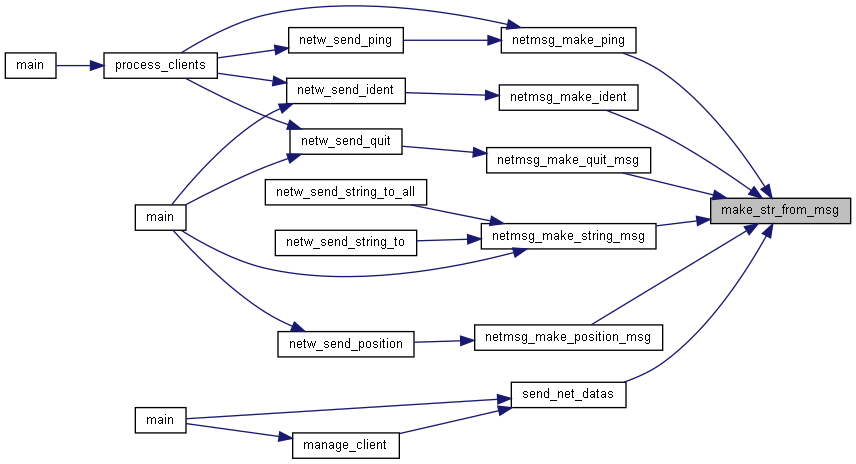 netw_send_ping
netmsg_make_ping
main
process_clients
netw_send_ident
netmsg_make_ident
netw_send_quit
netmsg_make_quit_msg
netw_send_string_to_all
main
make_str_from_msg
netw_send_string_to
netmsg_make_string_msg
netw_send_position
netmsg_make_position_msg
send_net_datas
main
manage_client